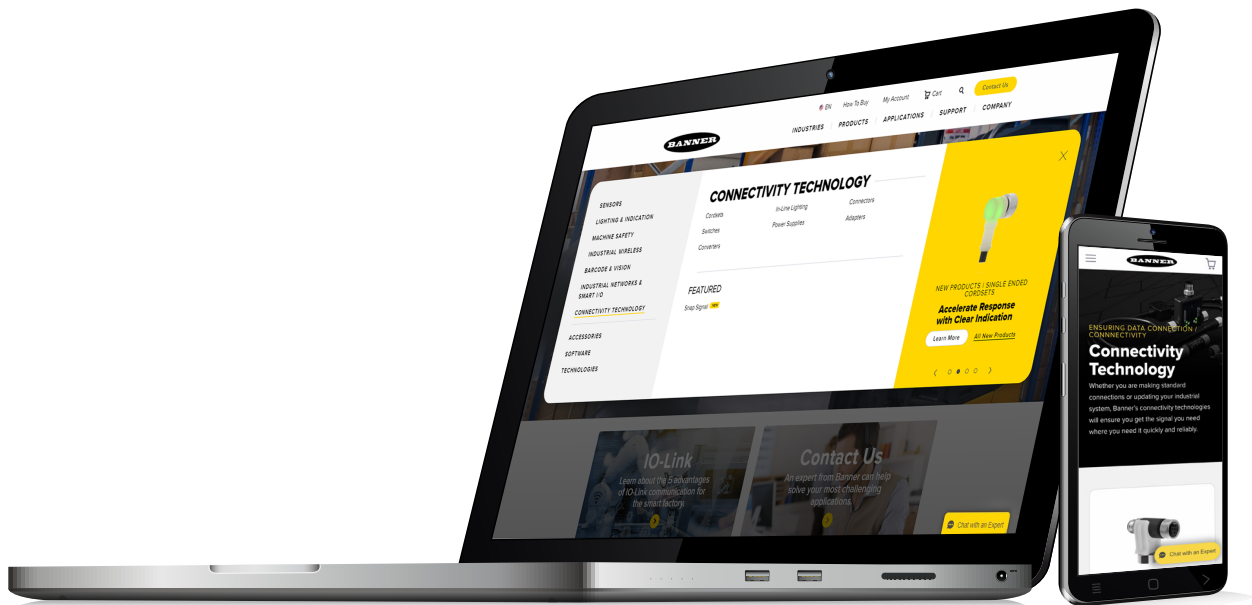 EN How To Buy My Account Cart Contact Us
BANNER
INDUSTRIES PRODUCTS APPLICATIONS SUPPORT COMPANY
SENSORS
LIGHTING & INDICATION
MACHINE SAFETY
INDUSTRIAL WIRELESS
BARCODE & VISION
INDUSTRIAL NETWORKS &
SMART I/O
CONNECTIVITY TECHNOLOGY
ACCESSORIES
SOFTWARE
TECHNOLOGIES
CONNECTIVITY TECHNOLOGY
Cordsets In-Line Lighting Connectors
Switches Power Supplies Adapters
Converters
FEATURED
Snap Signal
NEW PRODUCTS | SINGLE ENDED
CORDSETS
Accelerate Response
with Clear Indication
Learn More All New Products
IO-Link
Learn about the 5 advantages
of IO-Link communication for
the smart factory.
Contact Us
An expert from Banner can help
solve your most challenging
applications.
Chat with an Expert
BANNER
ENSURING DATA CONNECTION /
CONNNECTIVITY
Connectivity
Technology
Whether you are making standard
connections or updating your industrial
system, Banner's connectivity technologies
will ensure you get the signal you need
where you need it quickly and reliably.
Chat with an Expert